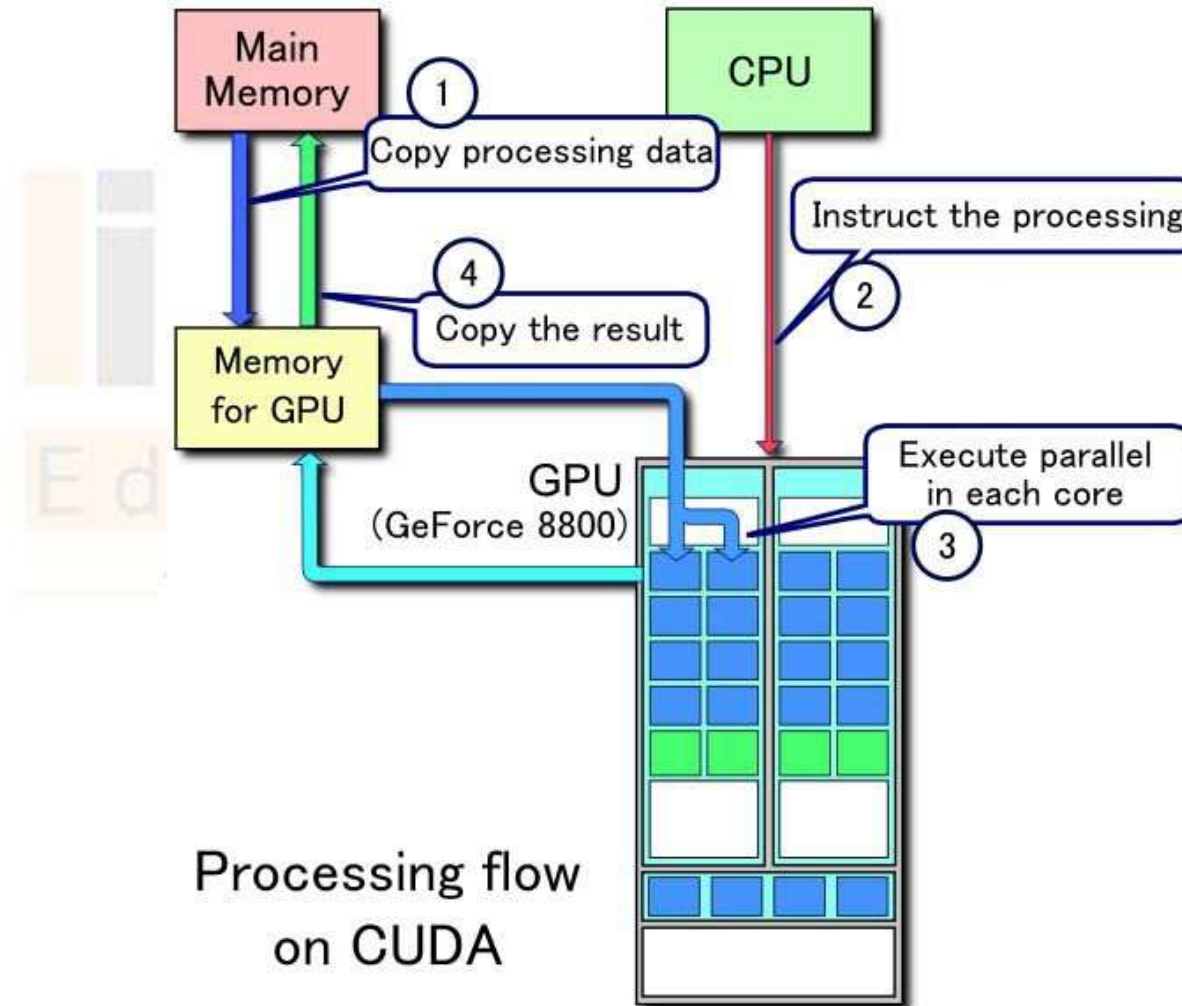 Main
Memory
CPU
1
Copy processing data
Instruct the processing
2
4
Copy the result
Memory
for GPU
Execute parallel
in each core
3
GPU
(GeForce 8800)
E d
Processing flow
on CUDA